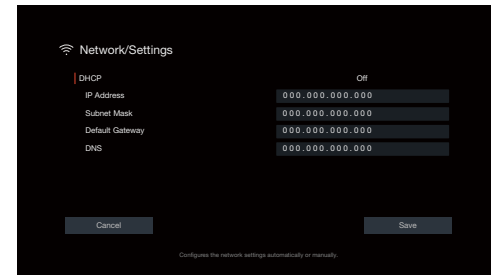 Network/Settings
DHCP Off
IP Address 000.000.000.000
Subnet Mask 000.000.000.000
Default Gateway 000.000.000.000
DNS 000.000.000.000
Cancel Save
Configures the network settings automatically or manually.